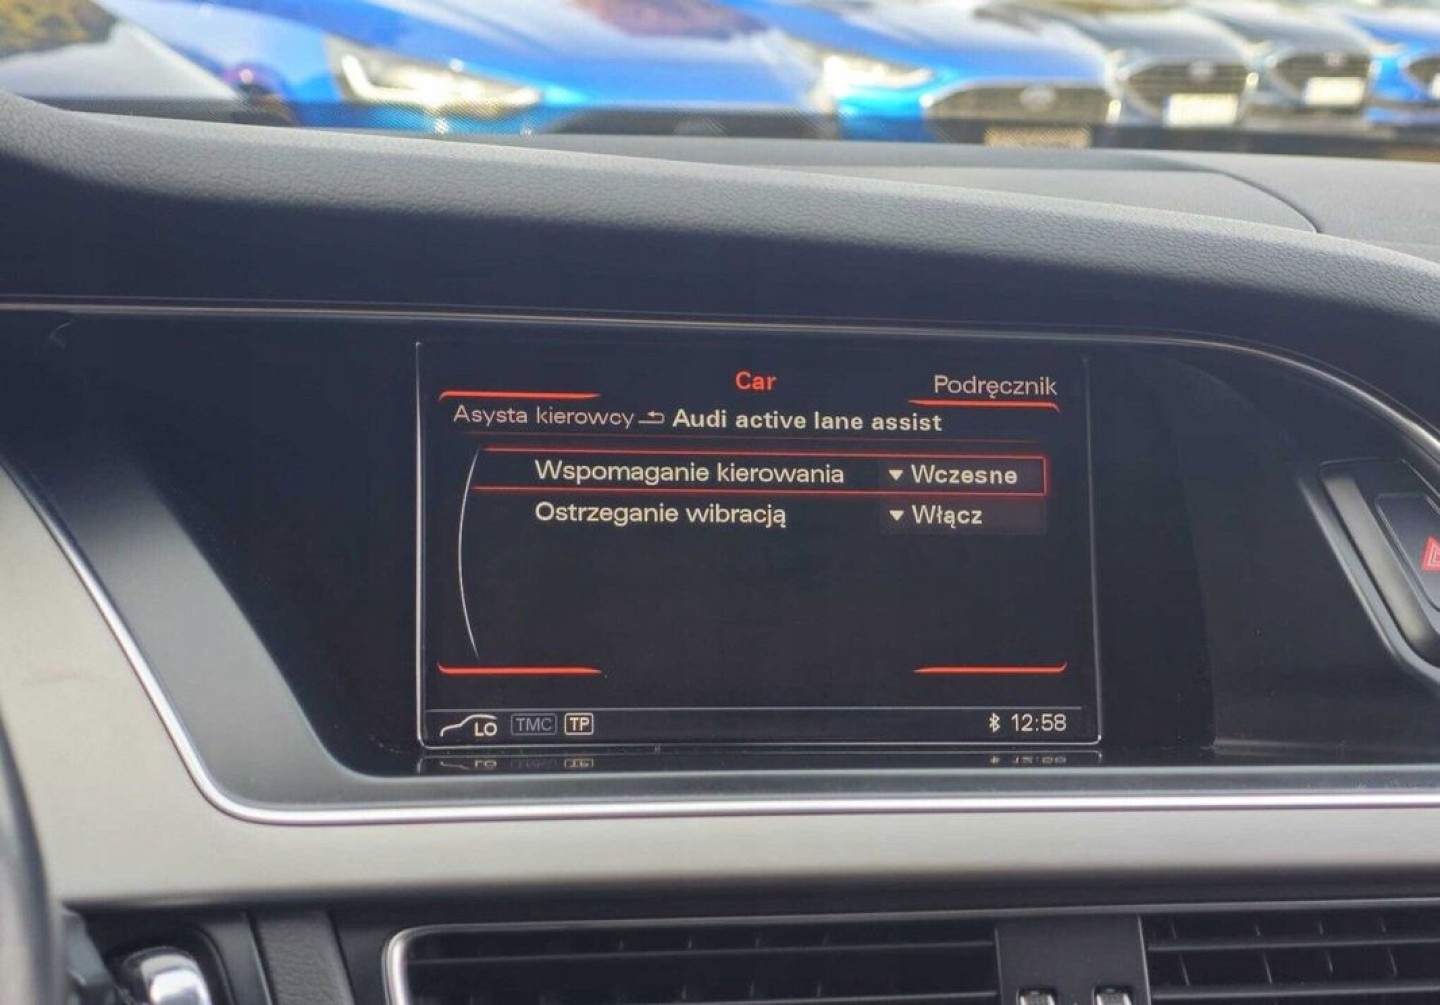 Car
Podręcznik
Asysta kierowcy Audi active lane assist
Wspomaganie kierowania ▼ Wczesne
Ostrzeganie wibracją ▼ Włącz
LO TMC TP 12:58